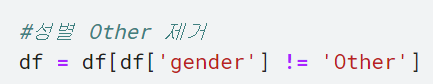 #성별 Other 제거
df = df[df['gender'] != 'Other']